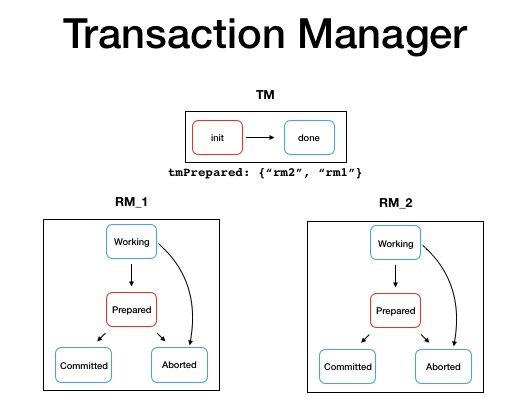 Transaction Manager
TM
init
done
tmPrepared: {“rm2”, “rm1”}
RM_1
Working
Prepared
Committed
Aborted
RM_2
Working
Prepared
Committed
Aborted